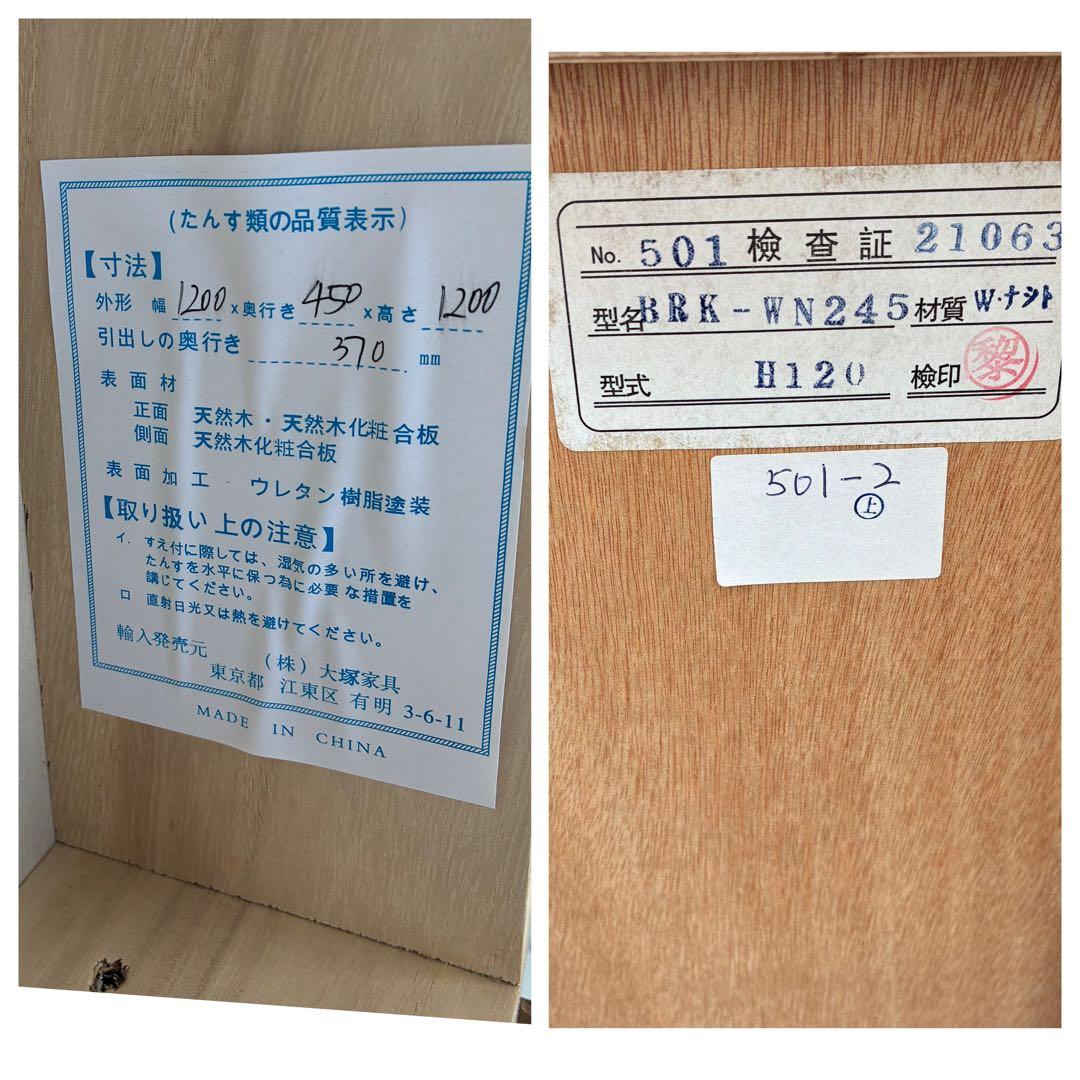 (たんす類の品質表示)
【寸法】
外形 幅 1200 x奥行き 450 x高さ 1200
引出しの奥行き 370 mm
表面材
正面 天然木・天然木化粧合板
側面 天然木化粧合板
表面加工 ウレタン樹脂塗装
【取り扱い上の注意】
イ. すえ付に際しては、湿気の多い所を避け、
たんすを水平に保つ為に必要な措置を
講じてください。
ロ 直射日光又は熱を避けてください。
輸入発売元
(株)大塚家具
東京都 江東区 有明 3-6-11
MADE IN CHINA
No. 501 検査証 21063
型名 BRK-WN245 材質 W・ナット
型式 H120 検印 黎
501-2
上